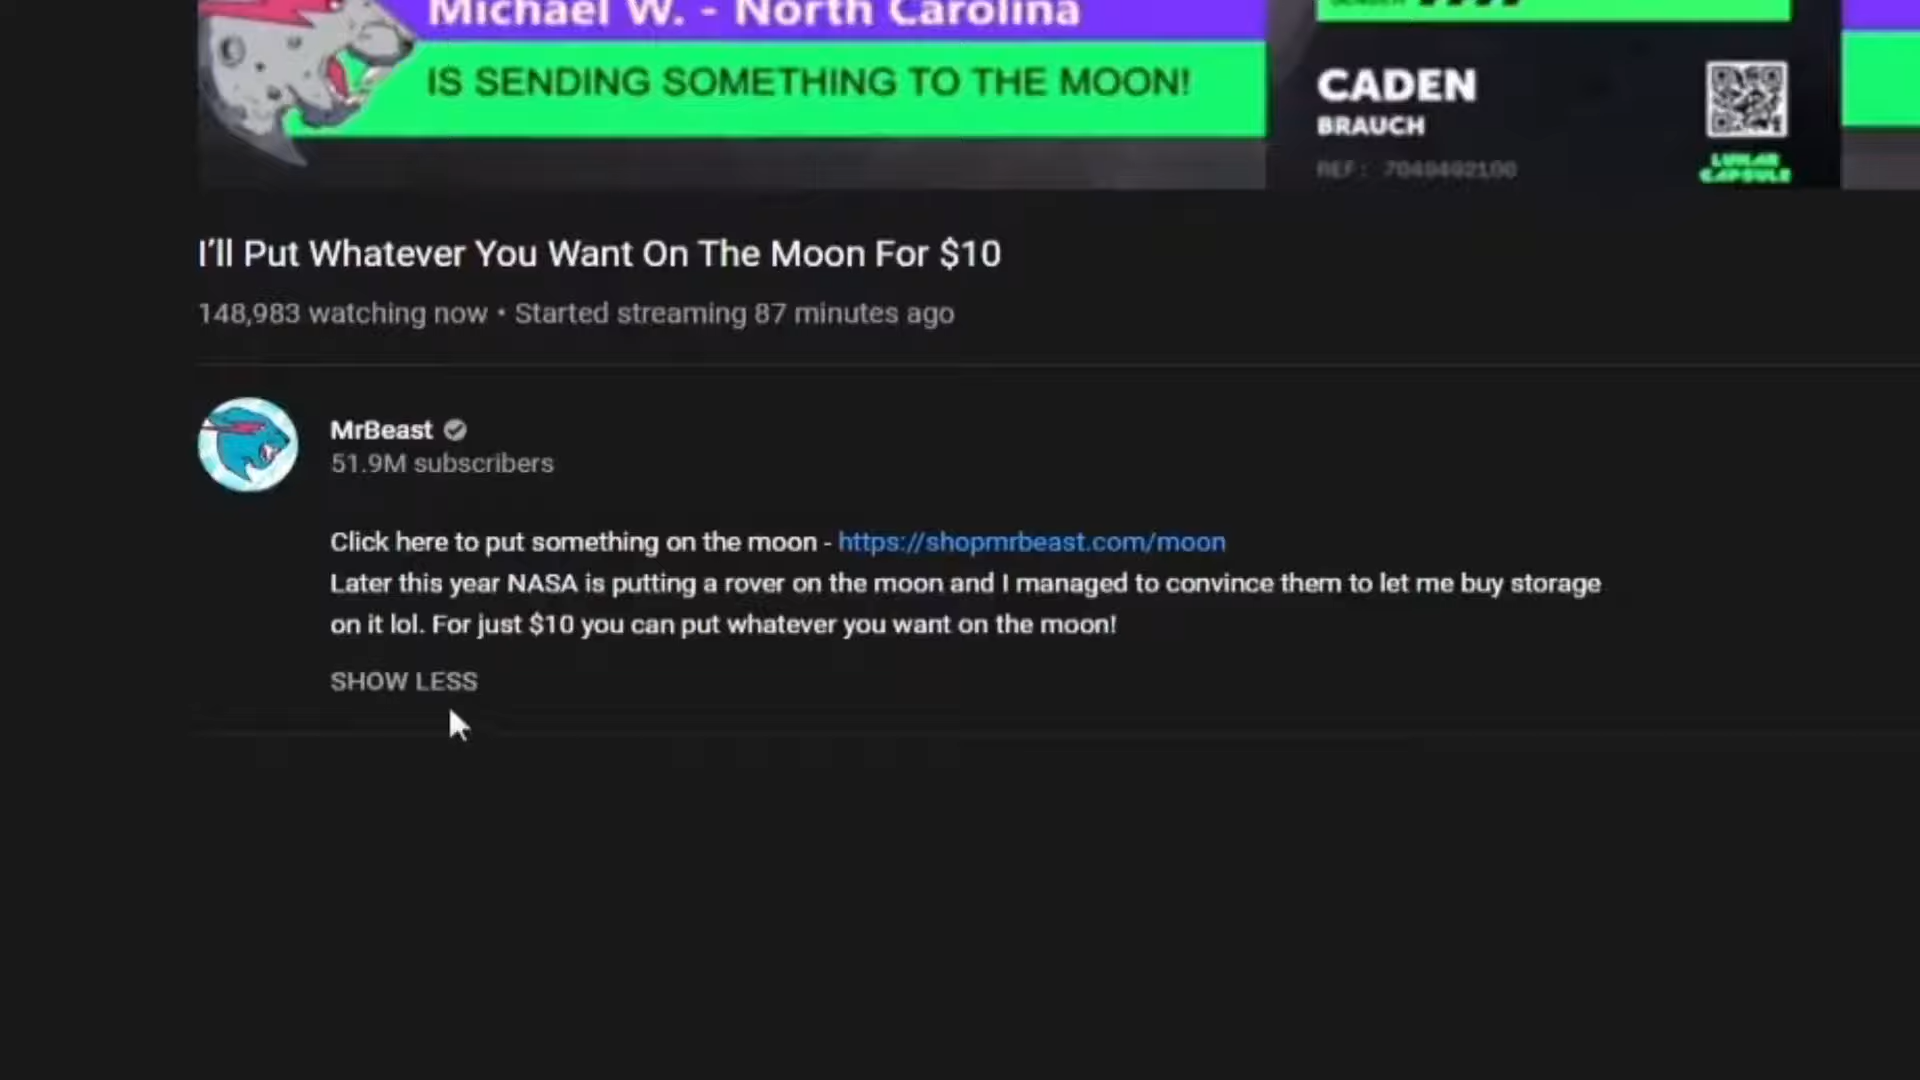 Michael W. - North Carolina
IS SENDING SOMETHING TO THE MOON!
CADEN
BRAUCH
REF: 7049492100
LUNAR
CAPSULE
I'll Put Whatever You Want On The Moon For $10
148,983 watching now • Started streaming 87 minutes ago
MrBeast
51.9M subscribers
Click here to put something on the moon - https://shopmrbeast.com/moon
Later this year NASA is putting a rover on the moon and I managed to convince them to let me buy storage
on it lol. For just $10 you can put whatever you want on the moon!
SHOW LESS